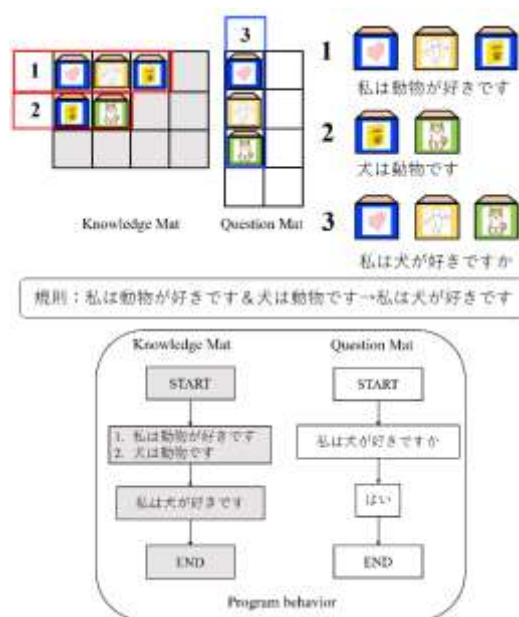 3
1
2
Knowledge Mat
Question Mat
1
私は動物が好きです
2
犬は動物です
3
私は犬が好きですか
規則：私は動物が好きです＆犬は動物です→私は犬が好きです
Knowledge Mat
START
1. 私は動物が好きです
2. 犬は動物です
私は犬が好きです
END
Question Mat
START
私は犬が好きですか
はい
END
Program behavior